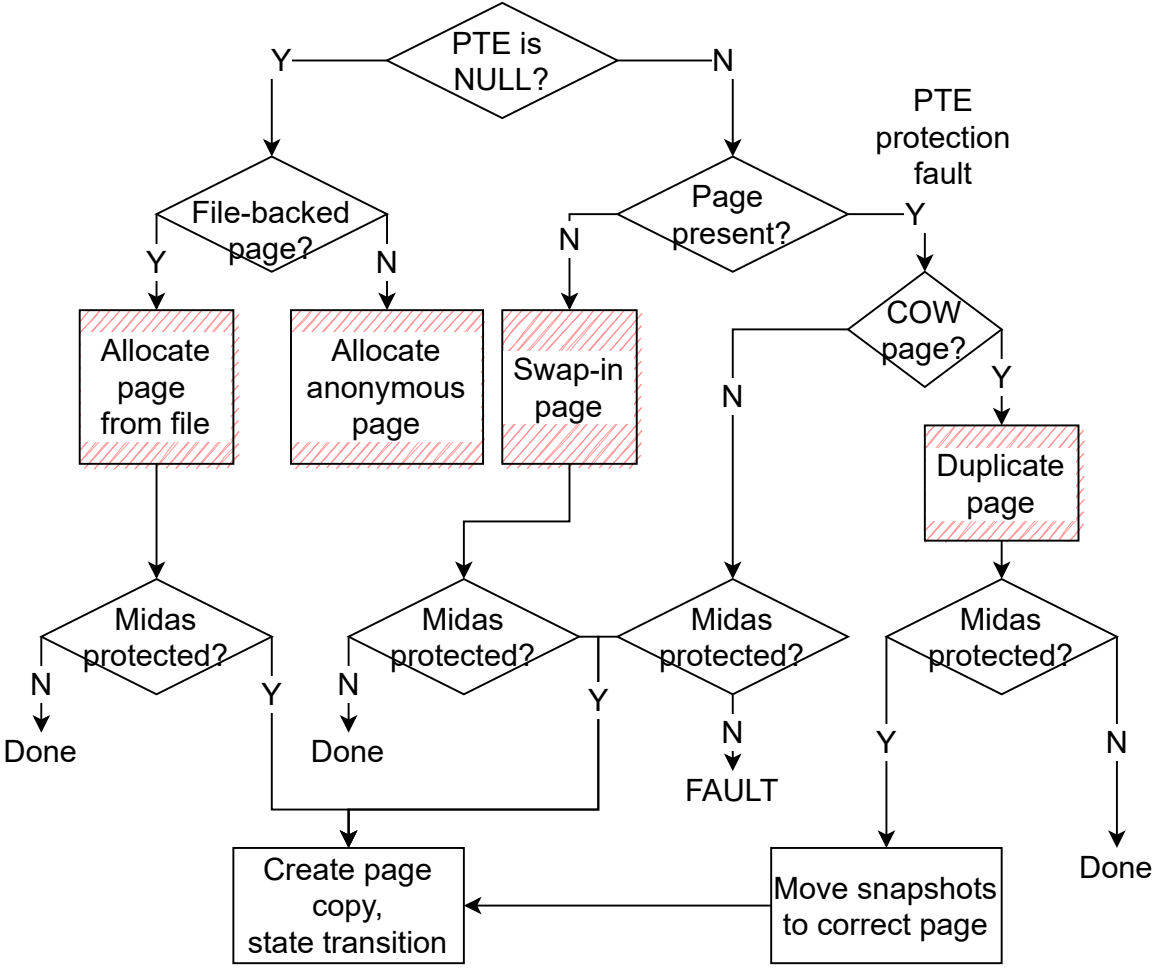 PTE is
NULL?
Y
N
PTE
protection
fault
File-backed
page?
Page
present?
Y
Y
N
N
COW
page?
Allocate
page
from file
Allocate
anonymous
page
Swap-in
page
N
Y
Duplicate
page
Midas
protected?
Midas
protected?
Midas
protected?
Midas
protected?
N
Y
N
Y
N
Y
N
Done
Done
FAULT
Done
Create page
copy,
state transition
Move snapshots
to correct page